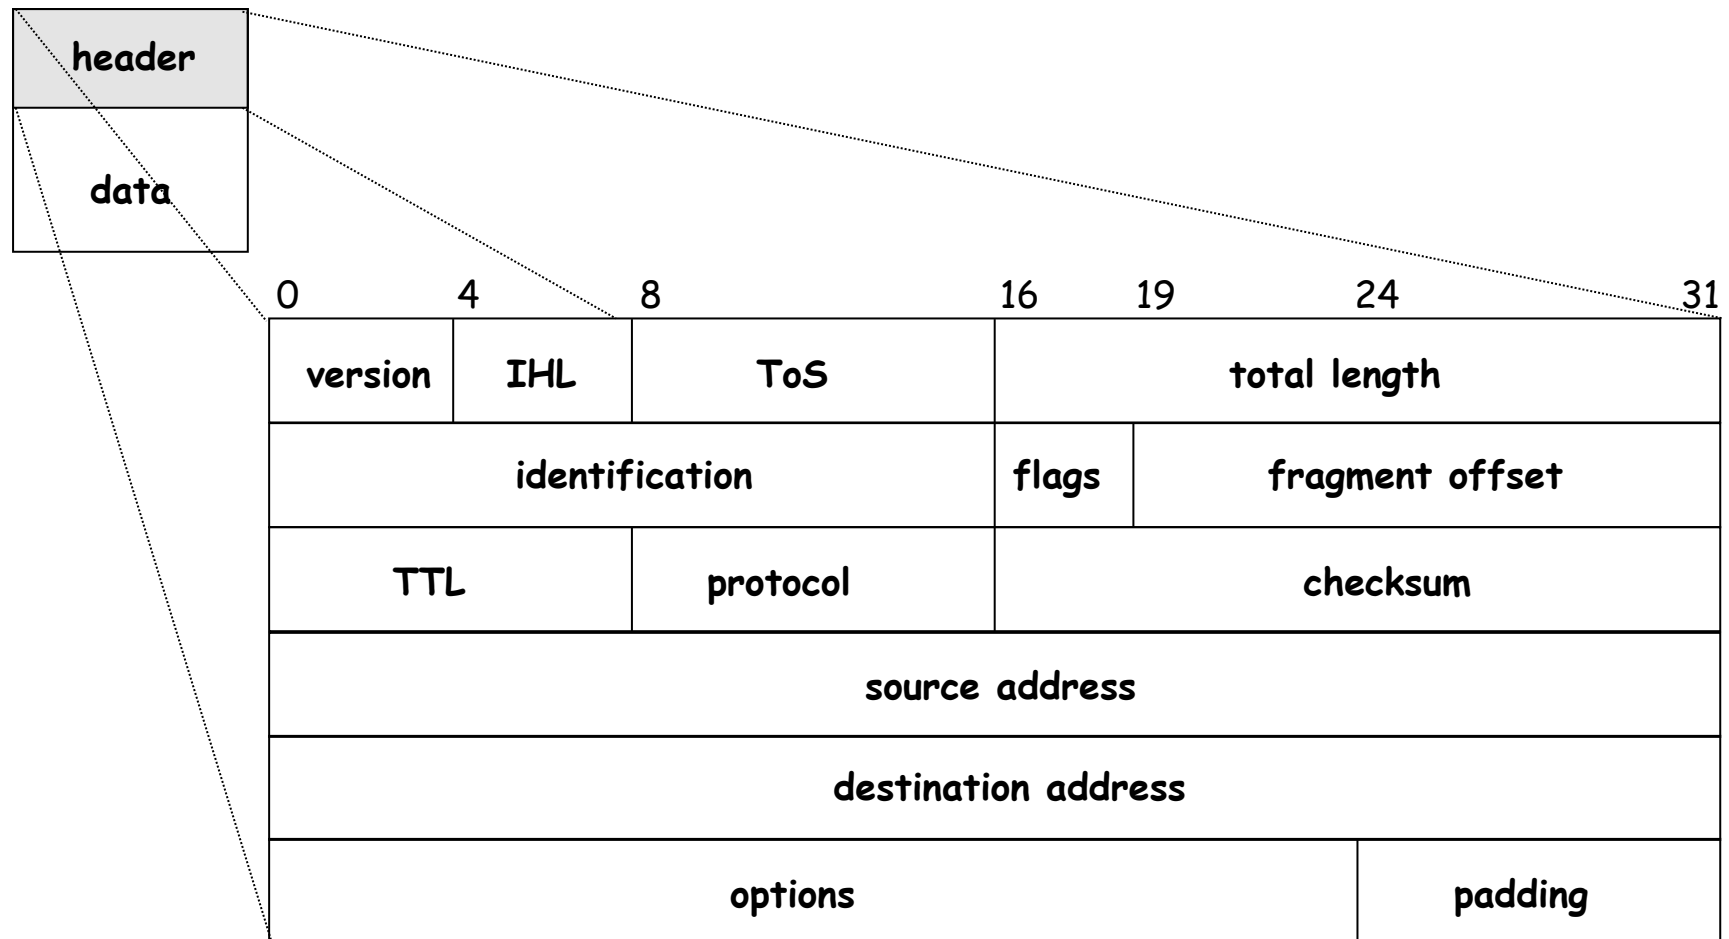 header
data
0 4 8 16 19 24 31
version IHL ToS total length
identification flags fragment offset
TTL protocol checksum
source address
destination address
options padding